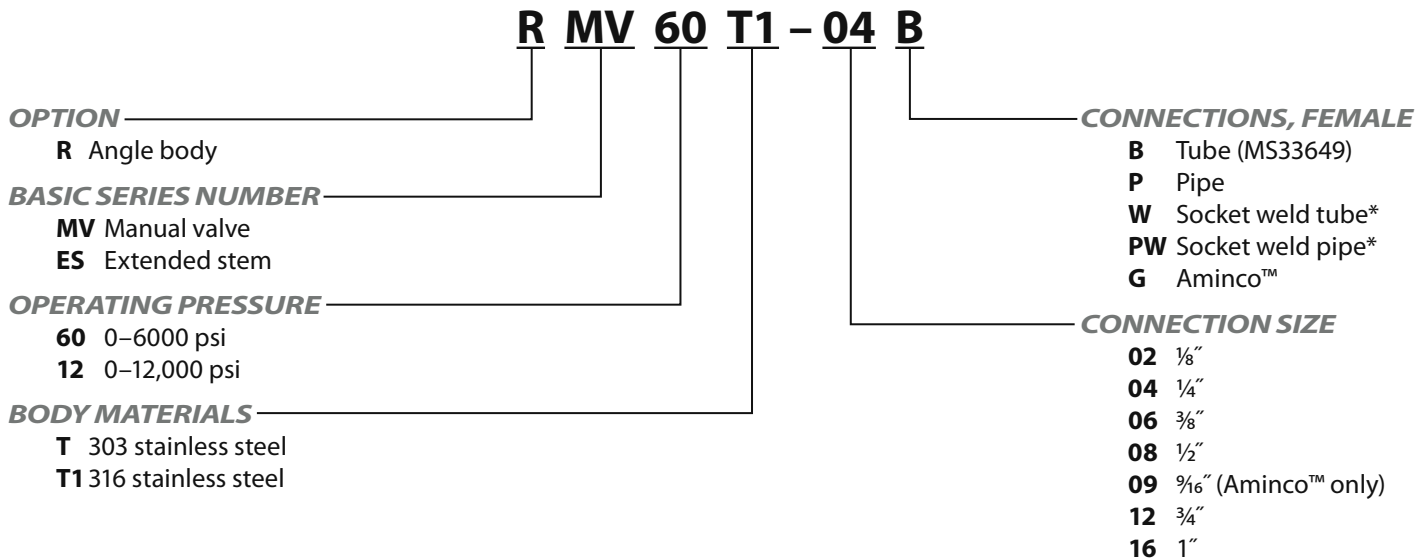 R MV 60 T1 – 04 B
OPTION
R Angle body
BASIC SERIES NUMBER
MV Manual valve
ES Extended stem
OPERATING PRESSURE
60 0–6000 psi
12 0–12,000 psi
BODY MATERIALS
T 303 stainless steel
T1 316 stainless steel
CONNECTIONS, FEMALE
B Tube (MS33649)
P Pipe
W Socket weld tube*
PW Socket weld pipe*
G Aminco™
CONNECTION SIZE
02 ⅛˝
04 ¼˝
06 ⅜˝
08 ½˝
09 9⁄16˝ (Aminco™ only)
12 ¾˝
16 1˝